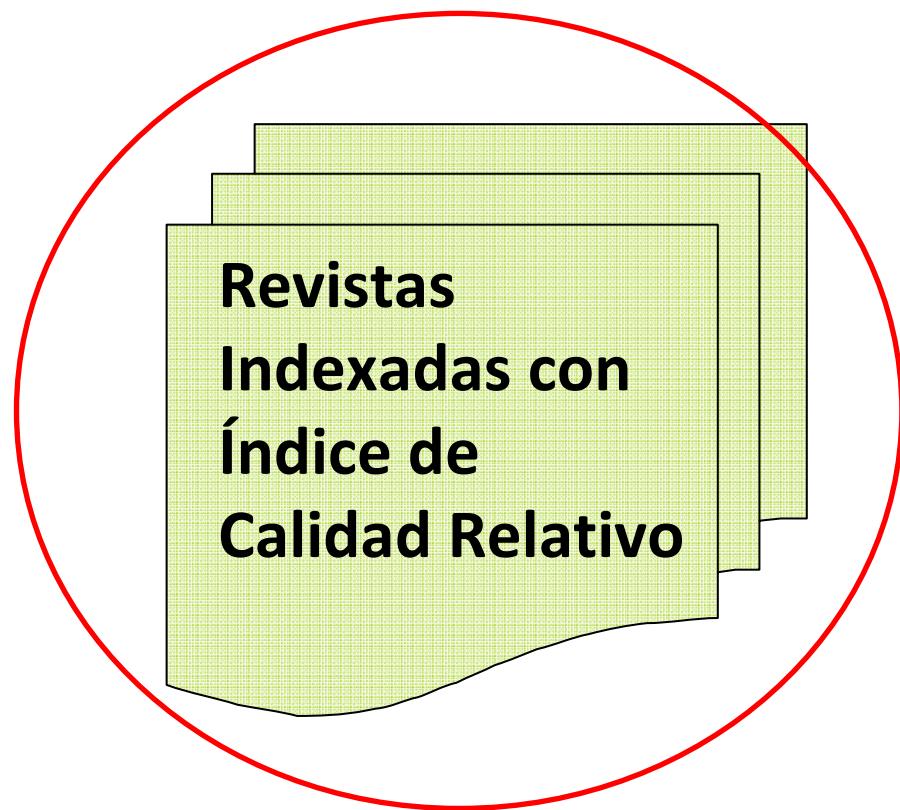 Revistas
Indexadas con
Índice de
Calidad Relativo